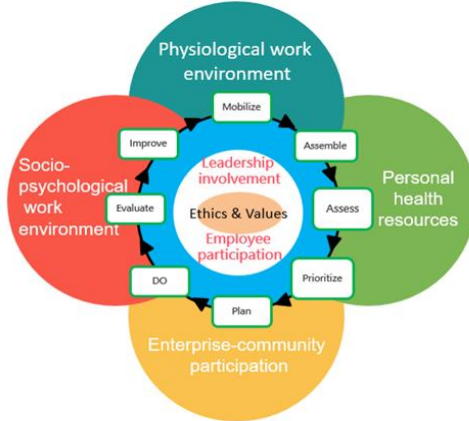 Physiological work
environment
Mobilize
Improve
Assemble
Leadership
involvement
Socio-
psychological
work
environment
Personal
health
resources
Evaluate
Ethics & Values
Assess
Employee
participation
DO
Prioritize
Plan
Enterprise-community
participation